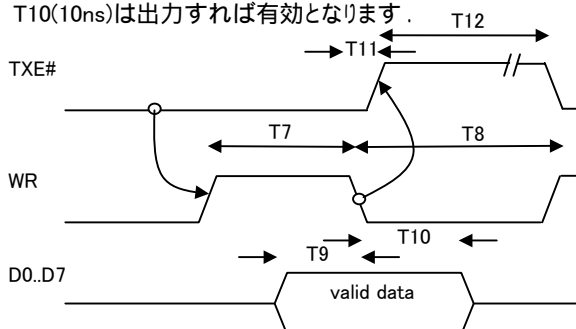 T10(10ns)は出力すれば有効となります.
T12
T11
TXE#
T7
T8
WR
T10
T9
D0..D7
valid data